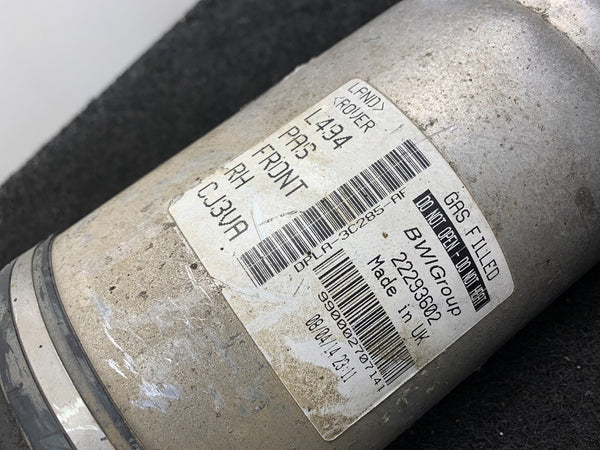 LAND>
<ROVER
L494
PAS
FRONT
RH
CJ3VA
GAS FILLED
DO NOT OPEN - DO NOT HEAT
BWIGroup
22293602
Made in UK
DPLA-3C285-AF
990002707141
08/04/14 23:11